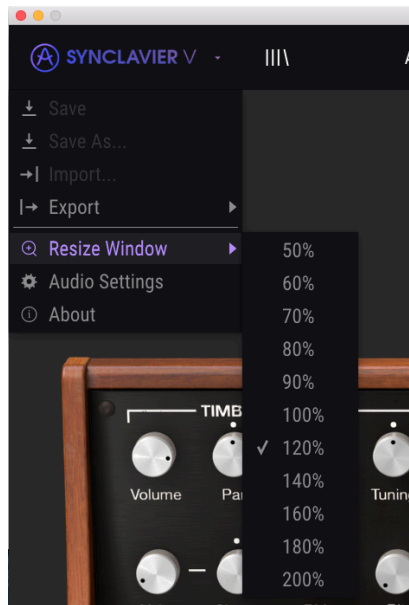 SYNCLAVIER V
Save
Save As...
Import...
Export
Resize Window
Audio Settings
About
50%
60%
70%
80%
90%
100%
120%
140%
160%
180%
200%
TIMB
Volume
Pa
Tuning